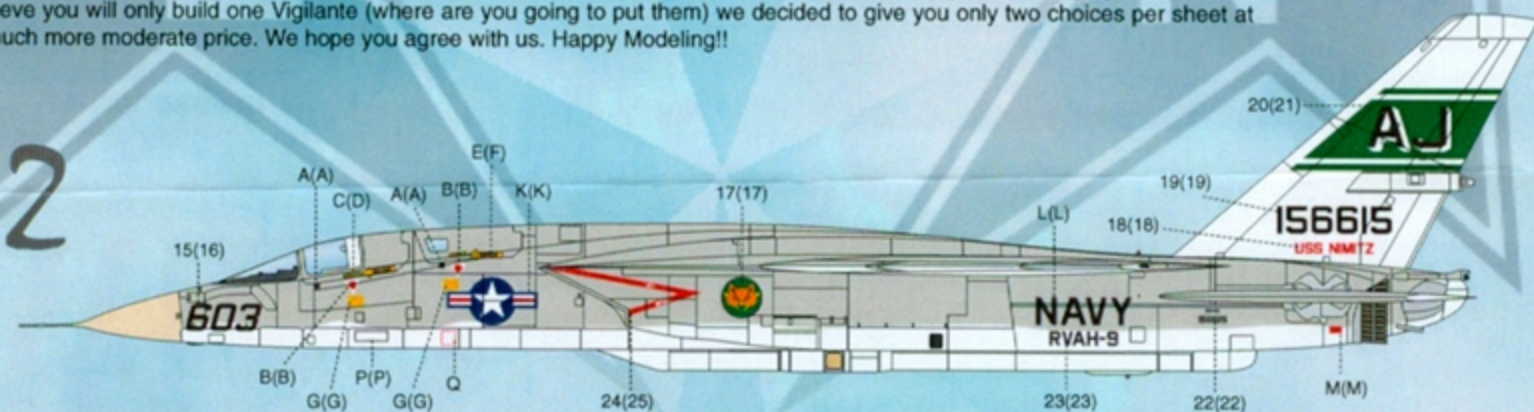 eve you will only build one Vigilante (where are you going to put them) we decided to give you only two choices per sheet at
uch more moderate price. We hope you agree with us. Happy Modeling!!
2
20(21)
AJ
E(F)
A(A)
C(D)
A(A)
B(B)
K(K)
17(17)
19(19)
L(L)
18(18)
156615
USS NIMITZ
15(16)
603
NAVY
RVAH-9
B(B)
P(P)
Q
G(G)
G(G)
24(25)
23(23)
22(22)
M(M)